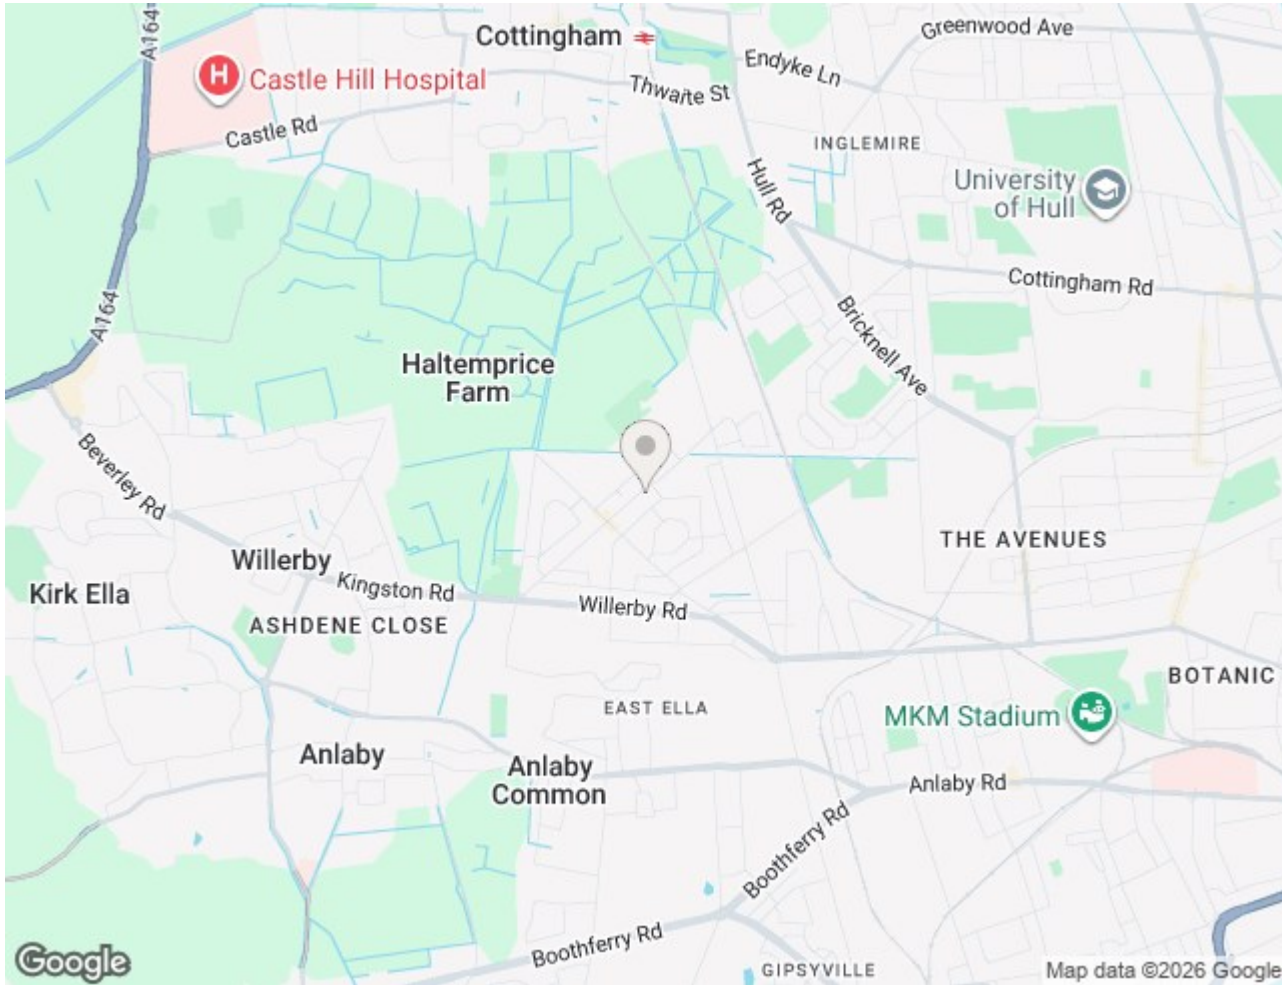 A164
Cottingham
Greenwood Ave
Endyke Ln
Castle Hill Hospital
H
Thwaite St
Castle Rd
INGLEMIRE
Hull Rd
University
of Hull
Cottingham Rd
A164
Bricknell Ave
Haltemprice
Farm
Beverley Rd
THE AVENUES
Willerby
Kingston Rd
Kirk Ella
Willerby Rd
ASHDENE CLOSE
BOTANIC
EAST ELLA
MKM Stadium
Anlaby
Anlaby
Common
Anlaby Rd
Boothferry Rd
Boothferry Rd
GIPSYVILLE
Google
Map data ©2026 Google